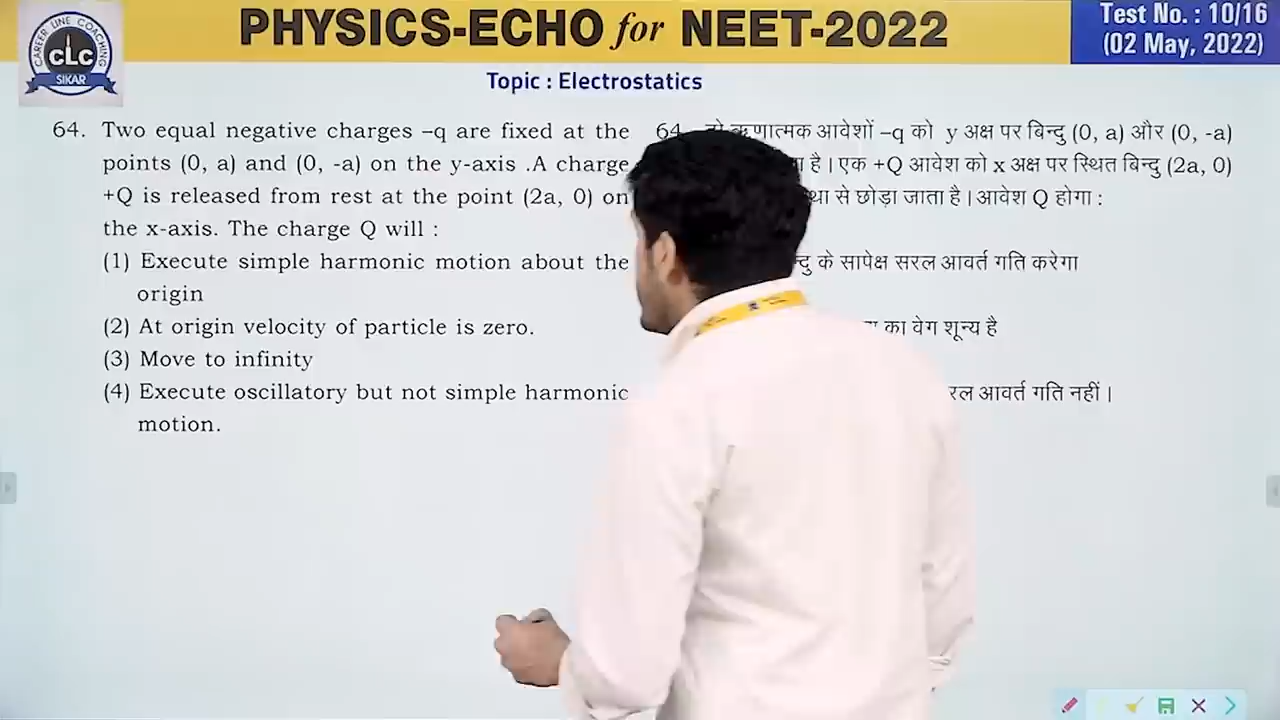 PHYSICS-ECHO for NEET-2022
Test No. : 10/16
(02 May, 2022)
CAREER LINE COACHING
CLC
SIKAR
Topic : Electrostatics
64. Two equal negative charges –q are fixed at the
points (0, a) and (0, -a) on the y-axis .A charge
+Q is released from rest at the point (2a, 0) on
the x-axis. The charge Q will :
(1) Execute simple harmonic motion about the
origin
(2) At origin velocity of particle is zero.
(3) Move to infinity
(4) Execute oscillatory but not simple harmonic
motion.
64. दो ऋणात्मक आवेशों –q को y अक्ष पर बिन्दु (0, a) और (0, -a)
है। एक +Q आवेश को x अक्ष पर स्थित बिन्दु (2a, 0)
से छोड़ा जाता है। आवेश Q होगा :
के सापेक्ष सरल आवर्त गति करेगा
का वेग शून्य है
आवर्त गति नहीं।